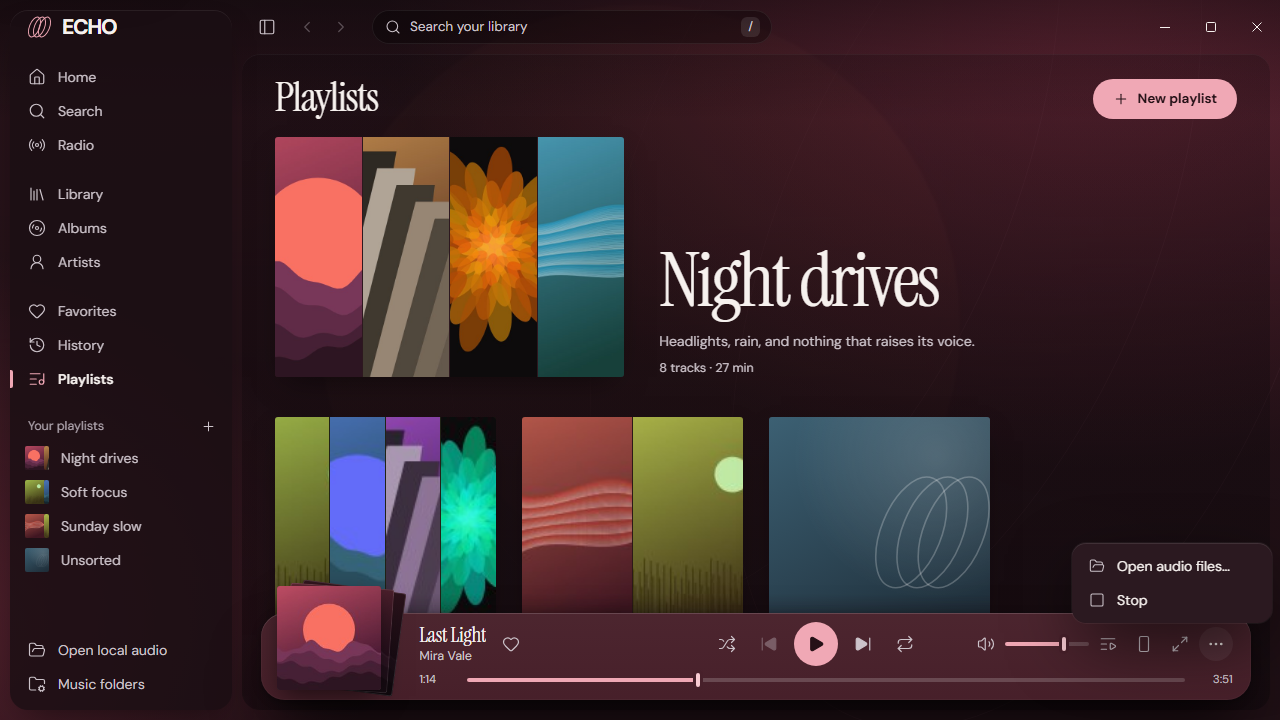 ECHO
Search your library
/
Home
Search
Radio
Library
Albums
Artists
Favorites
History
Playlists
Your playlists
Night drives
Soft focus
Sunday slow
Unsorted
Open local audio
Music folders
Playlists
New playlist
Night drives
Headlights, rain, and nothing that raises its voice.
8 tracks · 27 min
Open audio files...
Stop
Last Light
Mira Vale
1:14
3:51